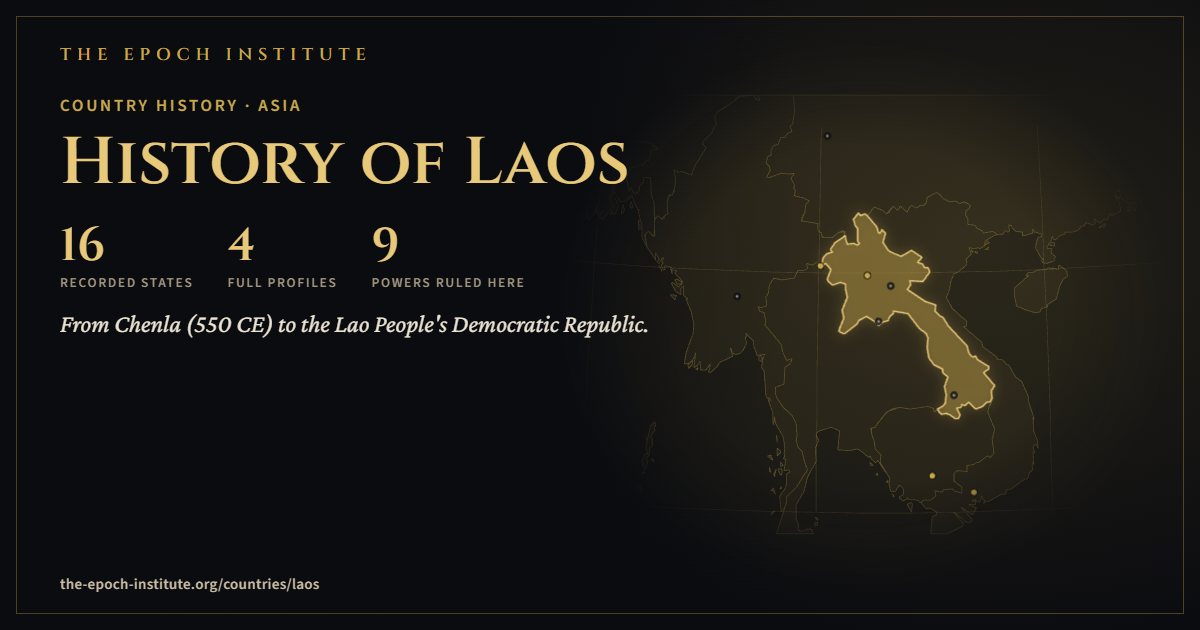 THE EPOCH INSTITUTE
COUNTRY HISTORY · ASIA
HISTORY OF LAOS
16 4 9
RECORDED STATES FULL PROFILES POWERS RULED HERE
From Chenla (550 CE) to the Lao People's Democratic Republic.
the-epoch-institute.org/countries/laos